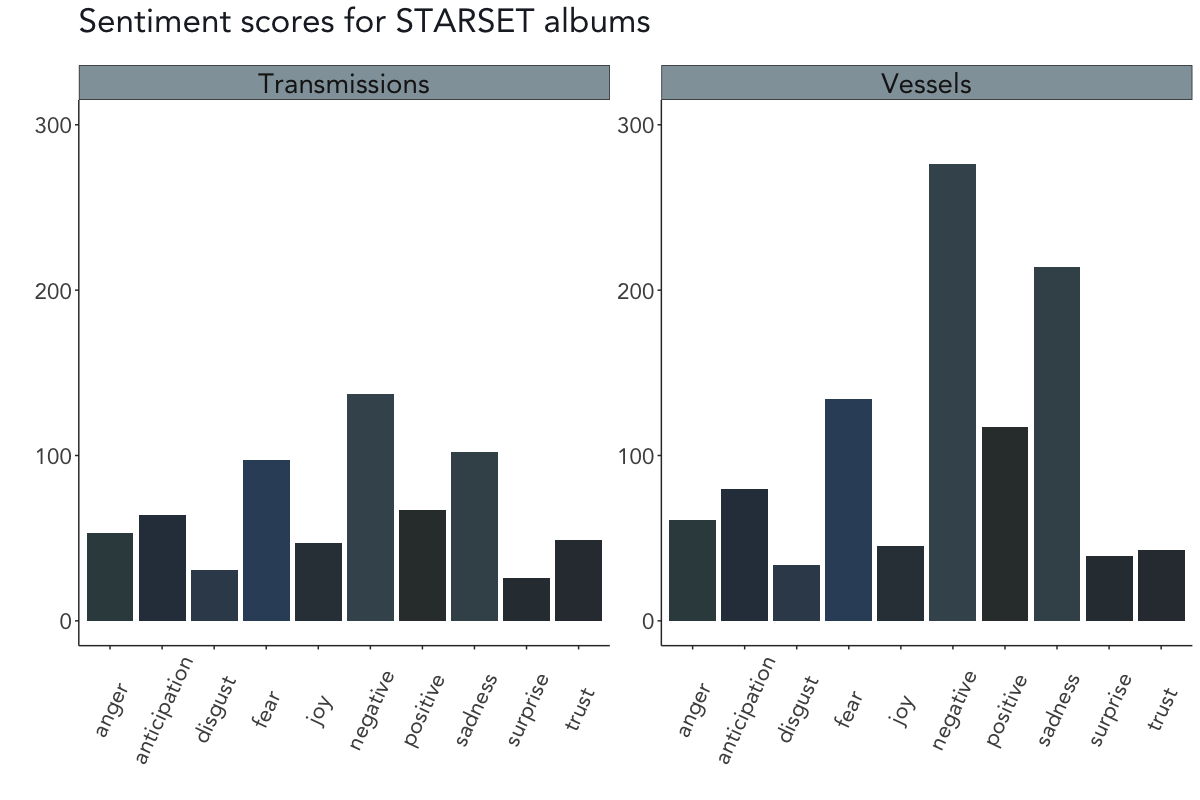 Sentiment scores for STARSET albums
Transmissions
300
200
100
0
anger
anticipation
disgust
fear
joy
negative
positive
sadness
surprise
trust
Vessels
300
200
100
0
anger
anticipation
disgust
fear
joy
negative
positive
sadness
surprise
trust